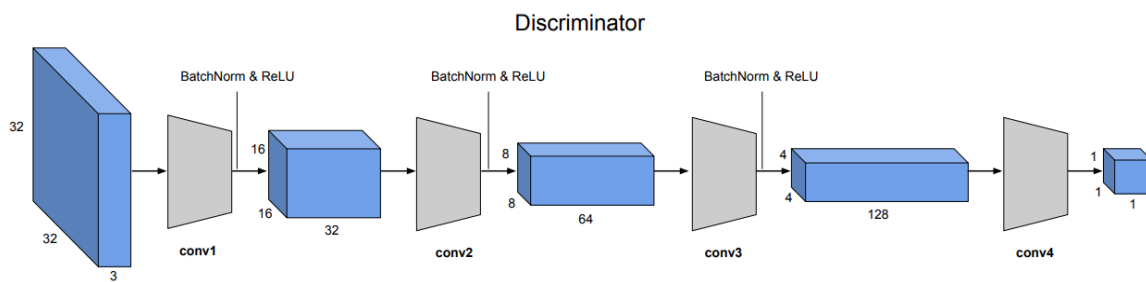 Discriminator
BatchNorm & ReLU
BatchNorm & ReLU
BatchNorm & ReLU
32
32
3
conv1
16
16
32
conv2
8
8
64
conv3
4
4
128
conv4
1
1
1